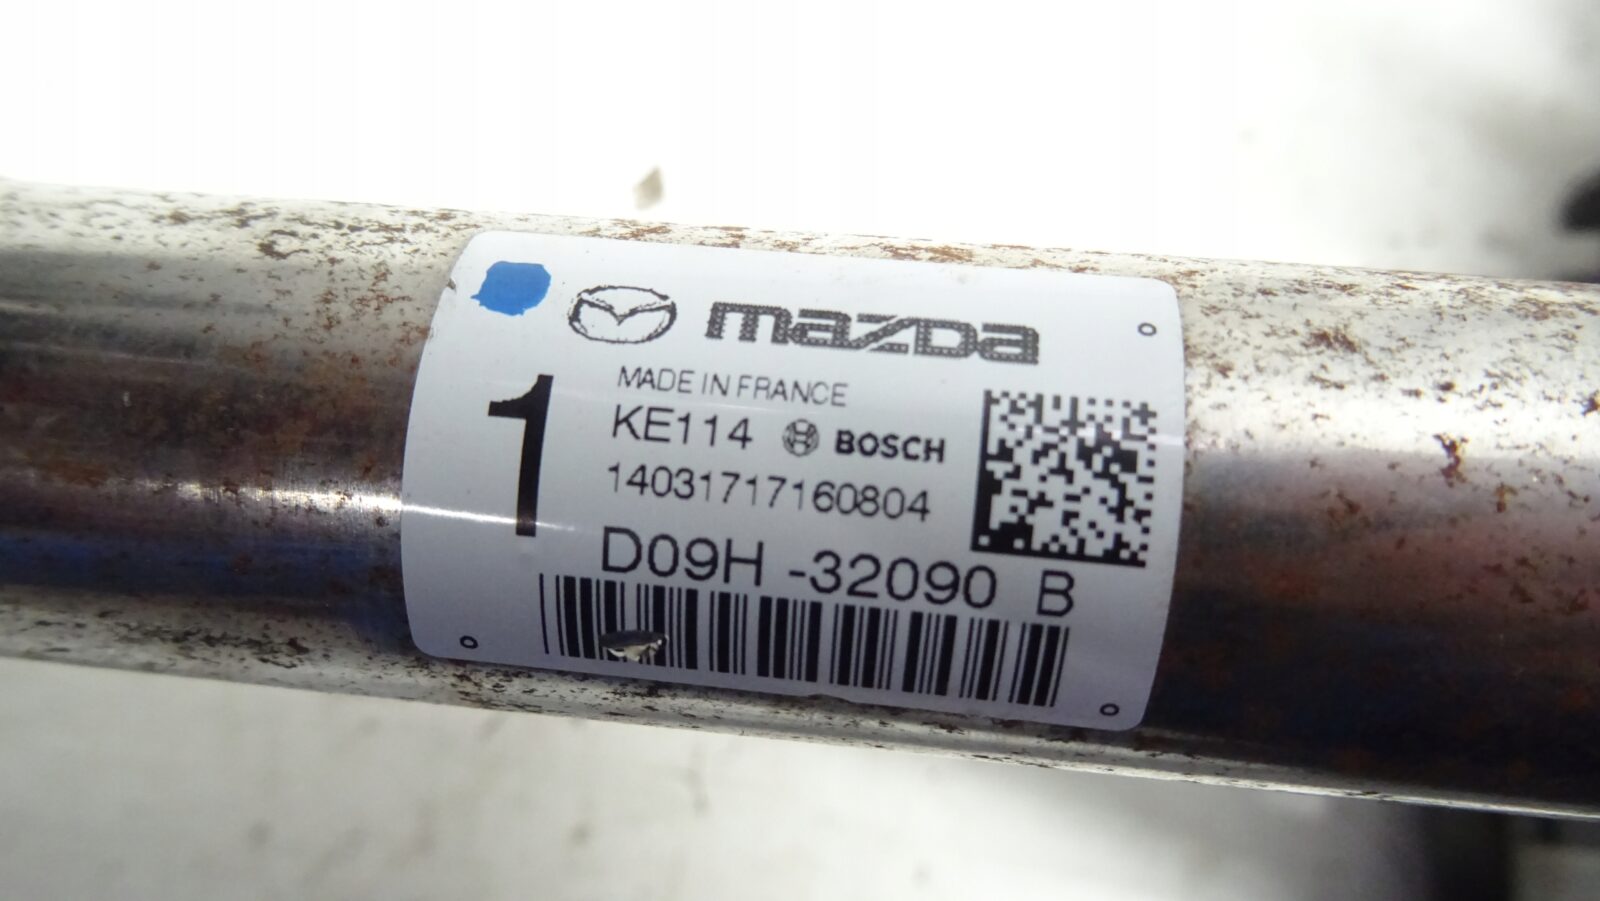 mazda
MADE IN FRANCE
1
KE114 BOSCH
14031717160804
D09H -32090 B